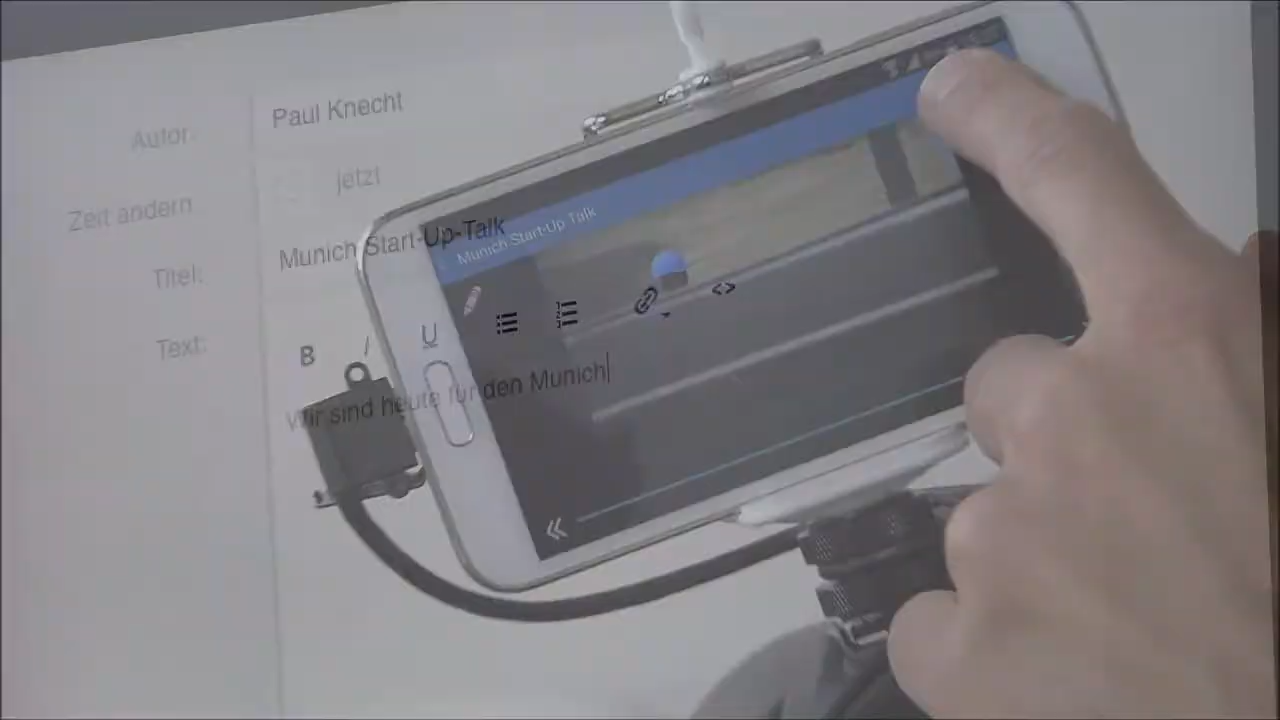 Autor:
Paul Knecht
Zeit ändern
jetzt
Titel:
Munich Start-Up-Talk
Munich Start-Up Talk
Text:
B I U
<>
Wir sind heute für den Munich